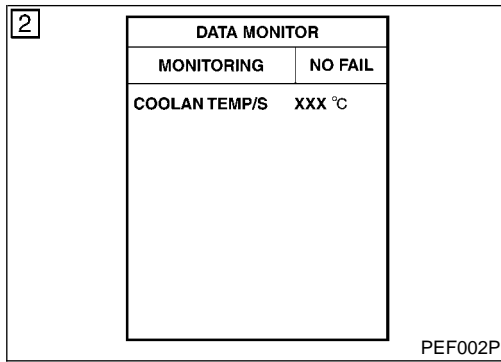 2
DATA MONITOR
MONITORING NO FAIL
COOLAN TEMP/S XXX °C
PEF002P